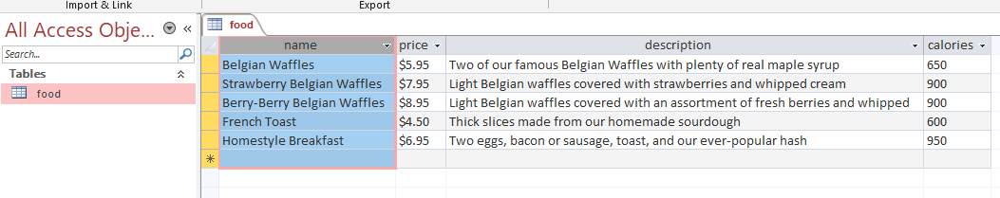 Import & Link Export
All Access Obje...
Search...
Tables
food
food
name price description calories
Belgian Waffles $5.95 Two of our famous Belgian Waffles with plenty of real maple syrup 650
Strawberry Belgian Waffles $7.95 Light Belgian waffles covered with strawberries and whipped cream 900
Berry-Berry Belgian Waffles $8.95 Light Belgian waffles covered with an assortment of fresh berries and whipped 900
French Toast $4.50 Thick slices made from our homemade sourdough 600
Homestyle Breakfast $6.95 Two eggs, bacon or sausage, toast, and our ever-popular hash 950